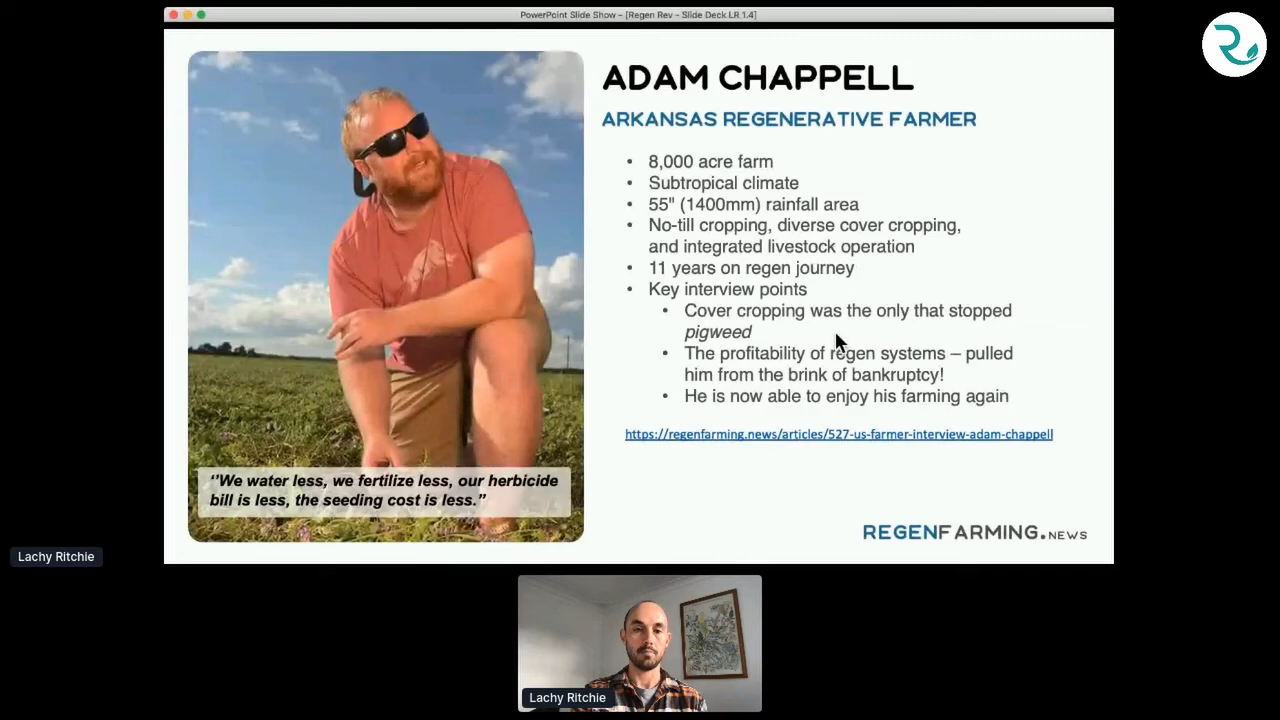 PowerPoint Slide Show - [Regen Rev - Slide Deck LR 1.4]
ADAM CHAPPELL
ARKANSAS REGENERATIVE FARMER
• 8,000 acre farm
• Subtropical climate
• 55" (1400mm) rainfall area
• No-till cropping, diverse cover cropping,
and integrated livestock operation
• 11 years on regen journey
• Key interview points
• Cover cropping was the only that stopped
pigweed
• The profitability of regen systems – pulled
him from the brink of bankruptcy!
• He is now able to enjoy his farming again
https://regenfarming.news/articles/527-us-farmer-interview-adam-chappell
‘’We water less, we fertilize less, our herbicide
bill is less, the seeding cost is less.”
REGENFARMING.NEWS
Lachy Ritchie
Lachy Ritchie